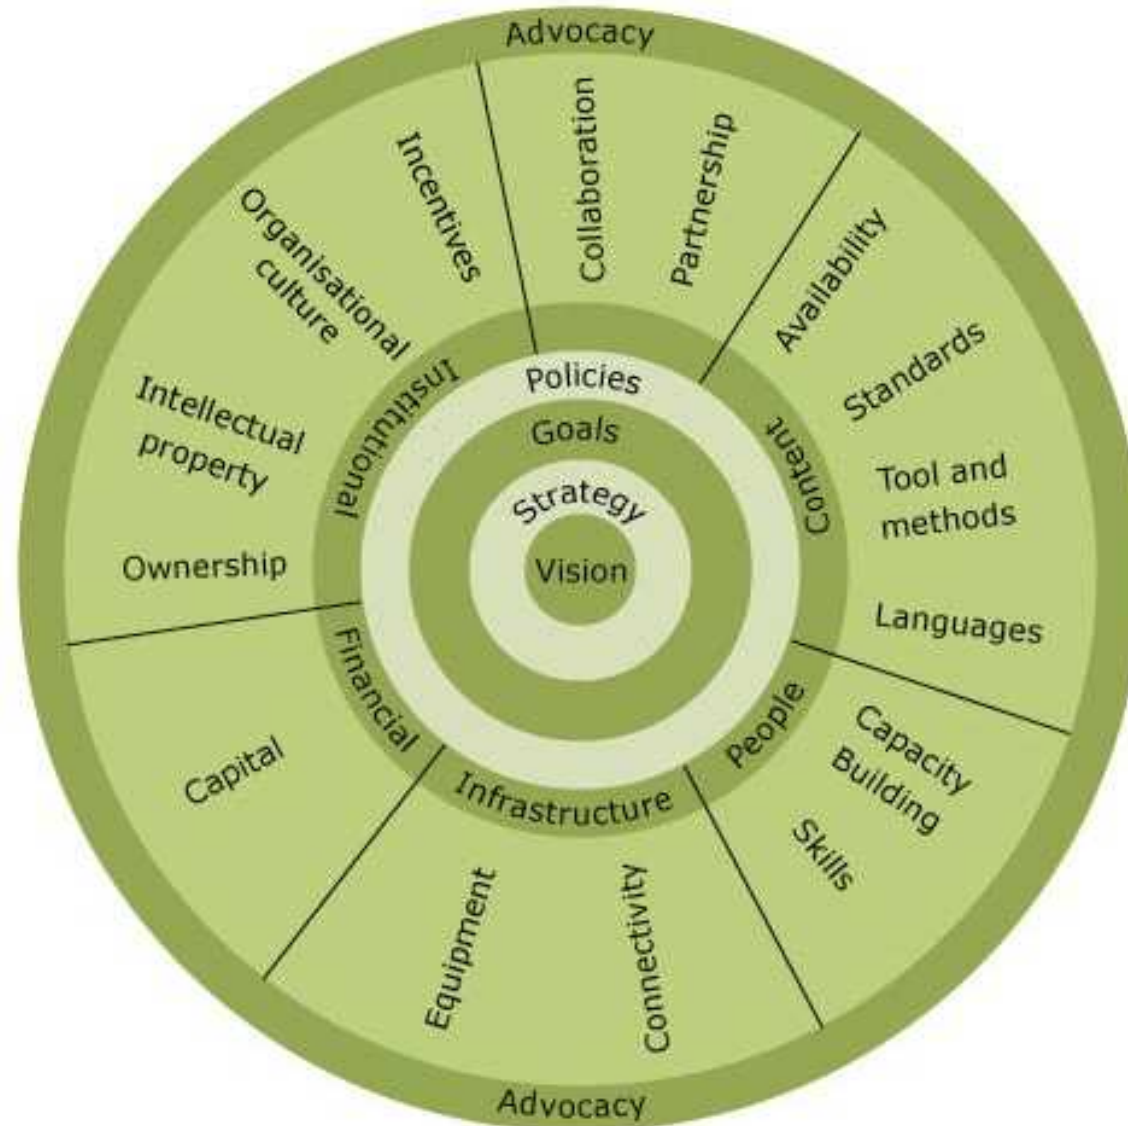 Advocacy
Collaboration
Partnership
Availability
Standards
Tool and
methods
Languages
Capacity
Building
Skills
Connectivity
Equipment
Capital
Ownership
Intellectual
property
Organisational
culture
Incentives
Institutional
Content
People
Infrastructure
Financial
Policies
Goals
Strategy
Vision
Advocacy